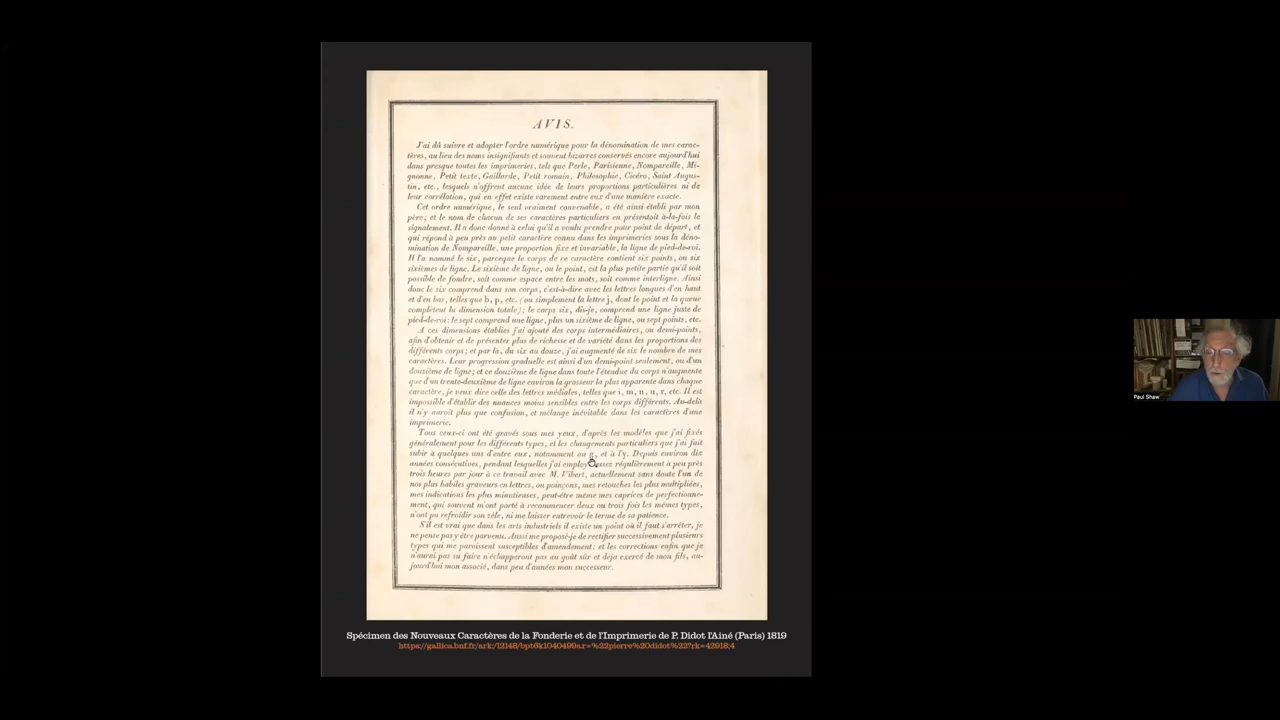 AVIS.
J'ai dû suivre et adopter l'ordre numérique pour la dénomination de mes carac-
tères, au lieu des noms insignifiants et souvent bizarres conservés encore aujourd'hui
dans presque toutes les imprimeries, tels que Perle, Parisienne, Nompareille, Mi-
gnonne, Petit texte, Gaillarde, Petit romain, Philosophie, Cicéro, Saint Augus-
tin, etc., lesquels n'offrent aucune idée de leurs proportions particulières ni de
leur corrélation, qui en effet existe rarement entre eux d'une manière exacte.
Cet ordre numérique, le seul vraiment convenable, a été ainsi établi par mon
père; et le nom de chacun de ses caractères particuliers en présentoit à-la-fois le
signalement. Il a donc donné à celui qu'il a voulu prendre pour point de départ, et
qui répond à peu près au petit caractère connu dans les imprimeries sous la déno-
mination de Nompareille, une proportion fixe et invariable, la ligne de pied-de-roi.
Il l'a nommé le six, parceque le corps de ce caractère contient six points, ou six
sixièmes de ligne. Le sixième de ligne, ou le point, est la plus petite partie qu'il soit
possible de fondre, soit comme espace entre les mots, soit comme interligne. Ainsi
donc le six comprend dans son corps, c'est-à-dire avec les lettres longues d'en haut
et d'en bas, telles que b, p, etc. (ou simplement la lettre j, dont le point et la queue
complètent la dimension totale); le corps six, dis-je, comprend une ligne juste de
pied-de-roi: le sept comprend une ligne, plus un sixième de ligne, ou sept points, etc.
A ces dimensions établies j'ai ajouté des corps intermédiaires, ou demi-points,
afin d'obtenir et de présenter plus de richesse et de variété dans les proportions des
différents corps; et par là, du six au douze, j'ai augmenté de six le nombre de mes
caractères. Leur progression graduelle est ainsi d'un demi-point seulement, ou d'un
douzième de ligne; et ce douzième de ligne dans toute l'étendue du corps n'augmente
que d'un trente-deuxième de ligne environ la grosseur la plus apparente dans chaque
caractère, je veux dire celle des lettres médiales, telles que i, m, n, u, r, etc. Il est
impossible d'établir des nuances moins sensibles entre les corps différents. Au-delà
il n'y auroit plus que confusion, et mélange inévitable dans les caractères d'une
imprimerie.
Tous ceux-ci ont été gravés sous mes yeux, d'après les modèles que j'ai fixés
généralement pour les différents types, et les changements particuliers que j'ai fait
subir à quelques uns d'entre eux, notamment au g, et à l'y. Depuis environ dix
années consécutives, pendant lesquelles j'ai employ assez régulièrement à peu près
trois heures par jour à ce travail avec M. Vibert, actuellement sans doute l'un de
nos plus habiles graveurs en lettres, ou poinçons, mes retouches les plus multipliées,
mes indications les plus minutieuses, peut-être même mes caprices de perfectionne-
ment, qui souvent m'ont porté à recommencer deux ou trois fois les mêmes types,
n'ont pu refroidir son zèle, ni me laisser entrevoir le terme de sa patience.
S'il est vrai que dans les arts industriels il existe un point où il faut s'arrêter, je
ne pense pas y être parvenu. Aussi me proposé-je de rectifier successivement plusieurs
types qui me paroissent susceptibles d'amendement: et les corrections enfin que je
n'aurai pas su faire n'échapperont pas au goût sûr et déja exercé de mon fils, au-
jourd'hui mon associé, dans peu d'années mon successeur.
Spécimen des Nouveaux Caractères de la Fonderie et de l'Imprimerie de P. Didot l'Ainé (Paris) 1819
https://gallica.bnf.fr/ark:/12148/bpt6k1040499a.r=%22pierre%20didot%22?rk=42918;4
Paul Shaw